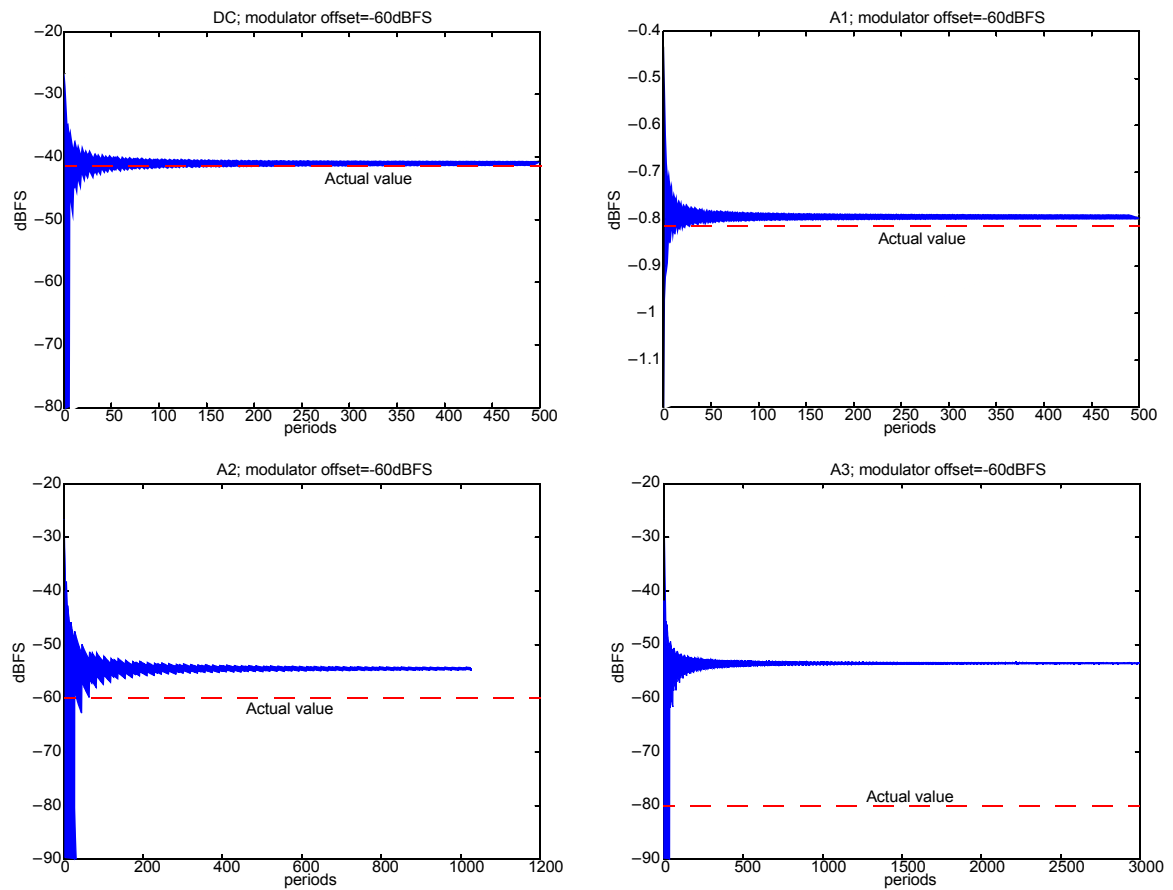 DC; modulator offset=-60dBFS
−20
−30
−40
−50
−60
−70
−80
dBFS
Actual value
0 50 100 150 200 250 300 350 400 450 500
periods
A1; modulator offset=-60dBFS
−0.4
−0.5
−0.6
−0.7
−0.8
−0.9
−1
−1.1
dBFS
Actual value
0 50 100 150 200 250 300 350 400 450 500
periods
A2; modulator offset=-60dBFS
−20
−30
−40
−50
−60
−70
−80
−90
dBFS
Actual value
0 200 400 600 800 1000 1200
periods
A3; modulator offset=-60dBFS
−20
−30
−40
−50
−60
−70
−80
−90
dBFS
Actual value
0 500 1000 1500 2000 2500 3000
periods